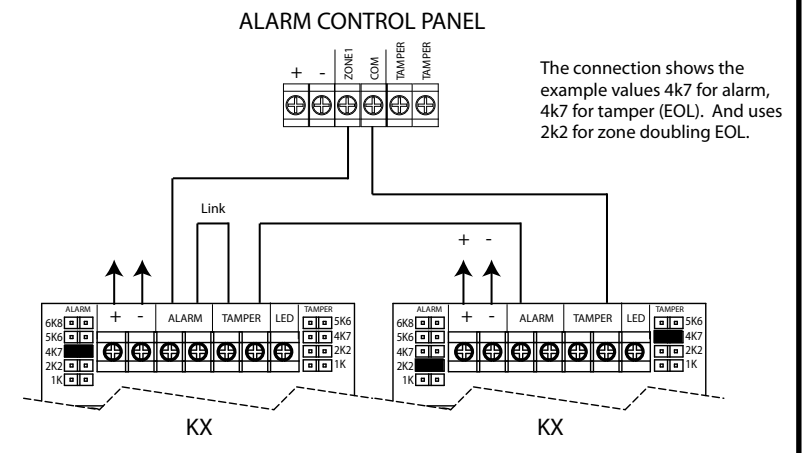 ALARM CONTROL PANEL
+ - ZONE1 COM TAMPER TAMPER
The connection shows the
example values 4k7 for alarm,
4k7 for tamper (EOL). And uses
2k2 for zone doubling EOL.
Link
+ -
ALARM
6K8
5K6
4K7
2K2
1K
+ - ALARM TAMPER LED
TAMPER
5K6
4K7
2K2
1K
KX
ALARM
6K8
5K6
4K7
2K2
1K
+ - ALARM TAMPER LED
TAMPER
5K6
4K7
2K2
1K
KX